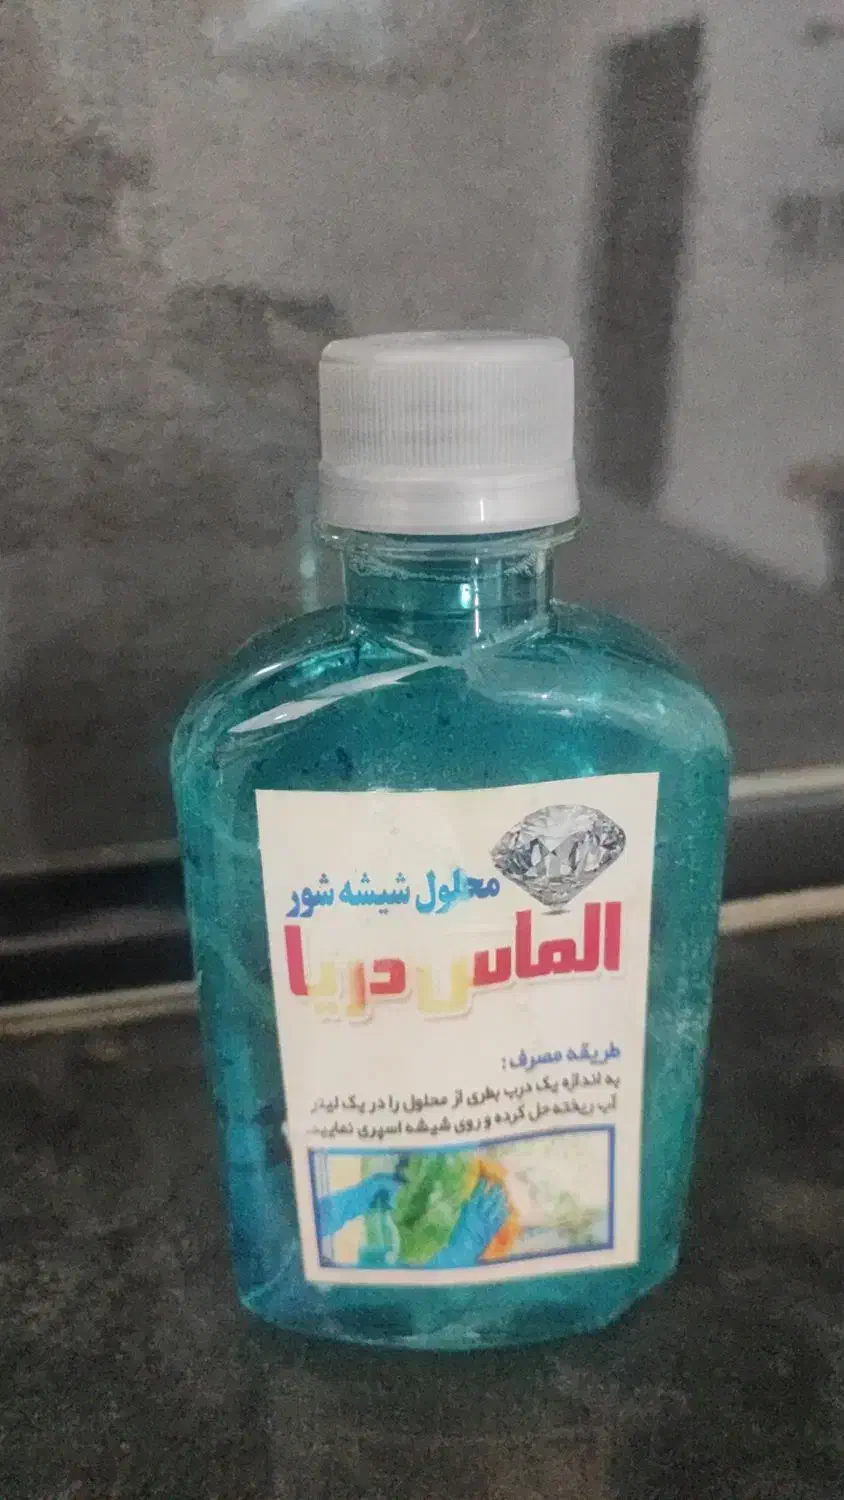 محلول شیشه شور
الماس دریا
طریقه مصرف:
به اندازه یک درب بطری از محلول را در یک لیتر
آب ریخته حل کرده و روی شیشه اسپری نمایید.